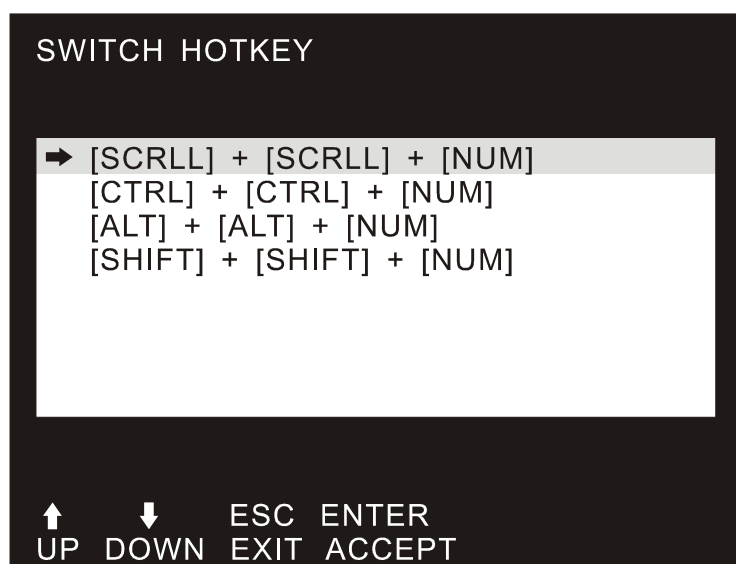 SWITCH HOTKEY
➡ [SCRLL] + [SCRLL] + [NUM]
[CTRL] + [CTRL] + [NUM]
[ALT] + [ALT] + [NUM]
[SHIFT] + [SHIFT] + [NUM]
⬆ ⬇ ESC ENTER
UP DOWN EXIT ACCEPT